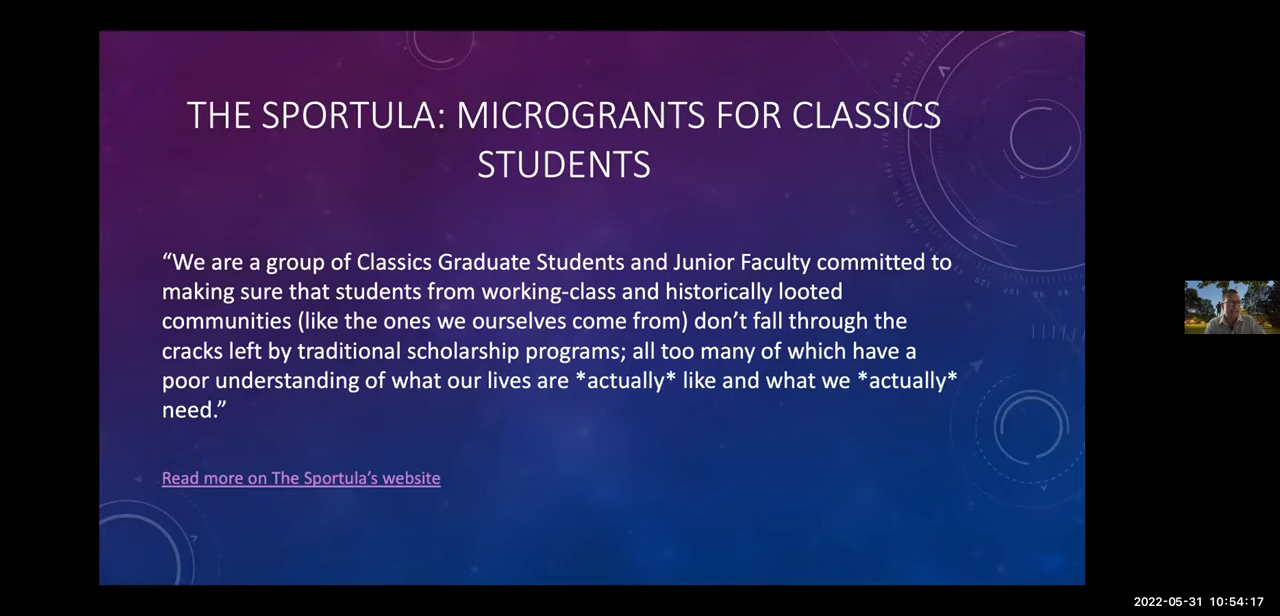 THE SPORTULA: MICROGRANTS FOR CLASSICS
STUDENTS
“We are a group of Classics Graduate Students and Junior Faculty committed to
making sure that students from working-class and historically looted
communities (like the ones we ourselves come from) don’t fall through the
cracks left by traditional scholarship programs; all too many of which have a
poor understanding of what our lives are *actually* like and what we *actually*
need.”
Read more on The Sportula’s website
2022-05-31 10:54:17